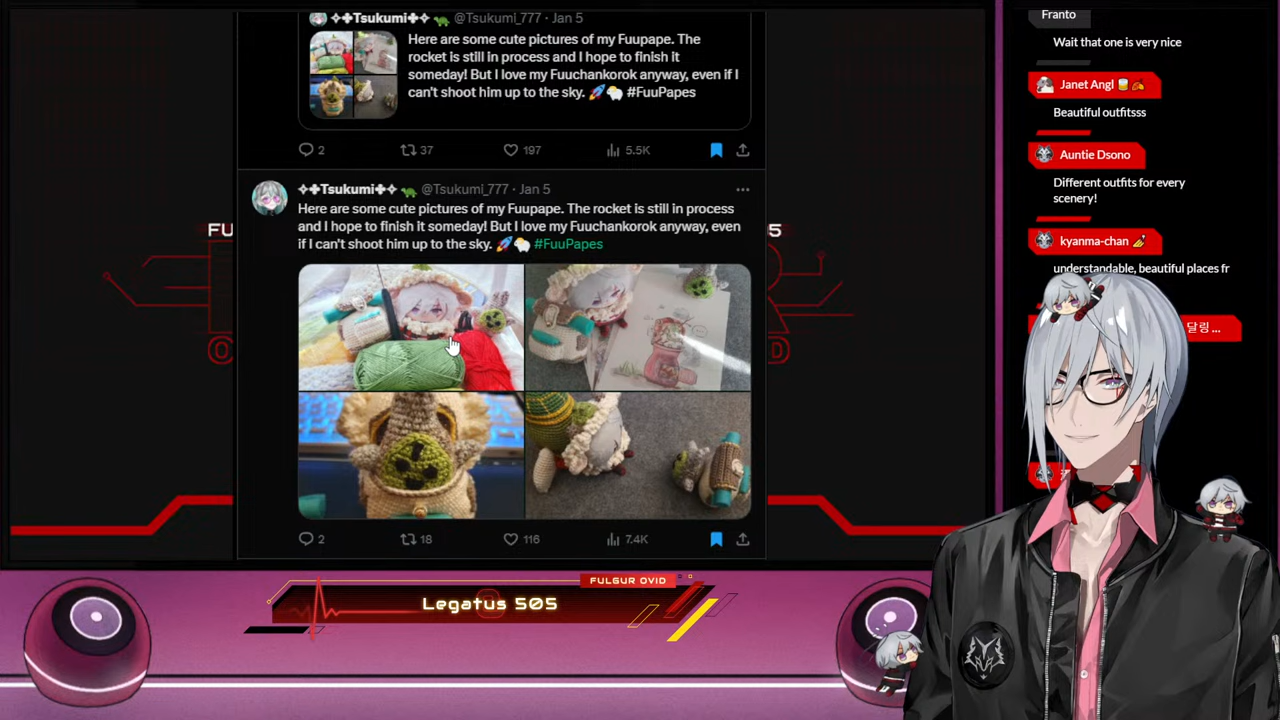 ✧✤Tsukumi✤✧ 🐢 @Tsukumi_777 · Jan 5
Here are some cute pictures of my Fuupape. The
rocket is still in process and I hope to finish it
someday! But I love my Fuuchankorok anyway, even if I
can't shoot him up to the sky. 🚀🐑 #FuuPapes
2
37
197
5.5K
✧✤Tsukumi✤✧ 🐢 @Tsukumi_777 · Jan 5
Here are some cute pictures of my Fuupape. The rocket is still in process
and I hope to finish it someday! But I love my Fuuchankorok anyway, even
if I can't shoot him up to the sky. 🚀🐑 #FuuPapes
2
18
116
7.4K
FU
5
FULGUR OVID
Legatus 505
Franto
Wait that one is very nice
Janet Angl
Beautiful outfitsss
Auntie Dsono
Different outfits for every
scenery!
kyanma-chan
understandable, beautiful places fr
달링 ...